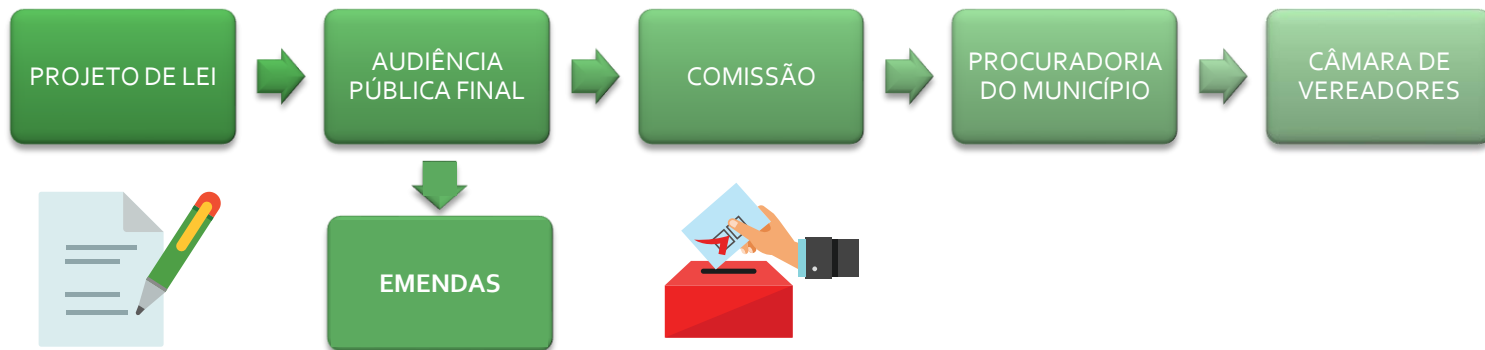 PROJETO DE LEI
AUDIÊNCIA
PÚBLICA FINAL
COMISSÃO
PROCURADORIA
DO MUNICÍPIO
CÂMARA DE
VEREADORES
EMENDAS